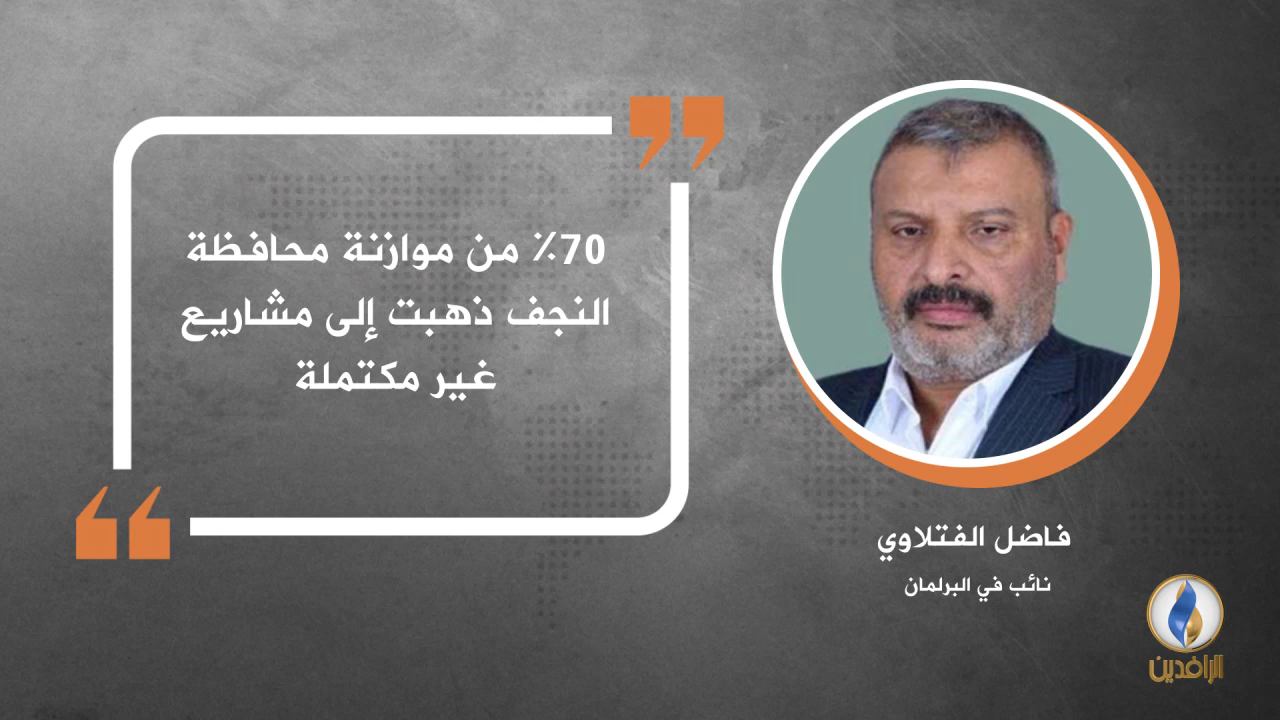 70٪ من موازنة محافظة
النجف ذهبت إلى مشاريع
غير مكتملة
فاضل الفتلاوي
نائب في البرلمان
الرافدين